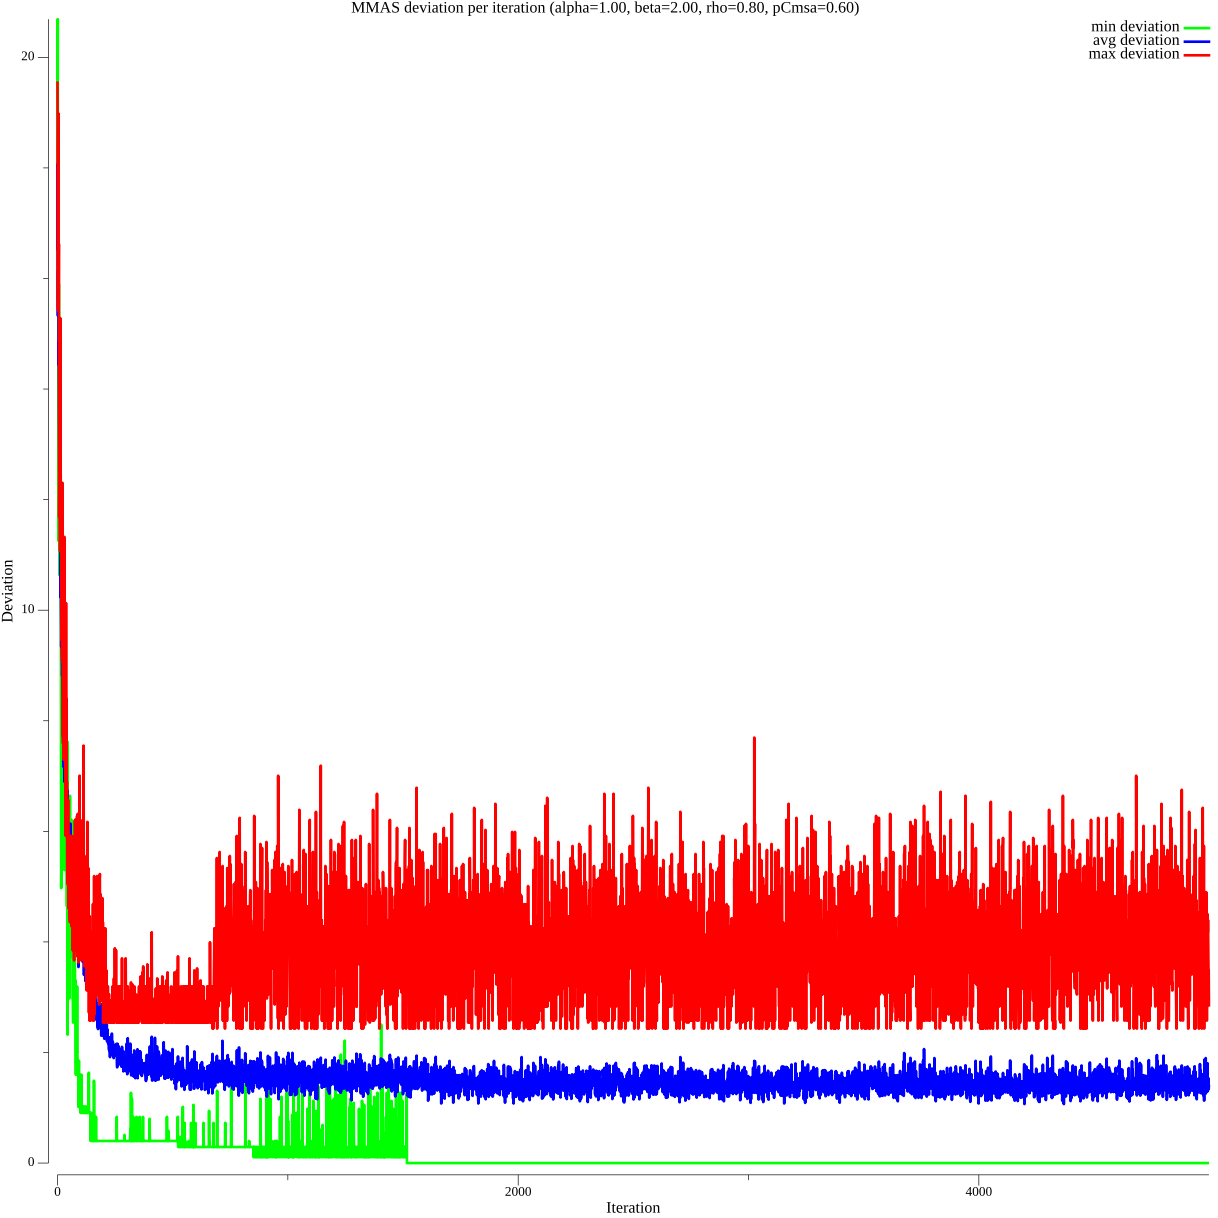 MMAS deviation per iteration (alpha=1.00, beta=2.00, rho=0.80, pCmsa=0.60)
min deviation
avg deviation
max deviation
20
10
0
Deviation
0
2000
4000
Iteration